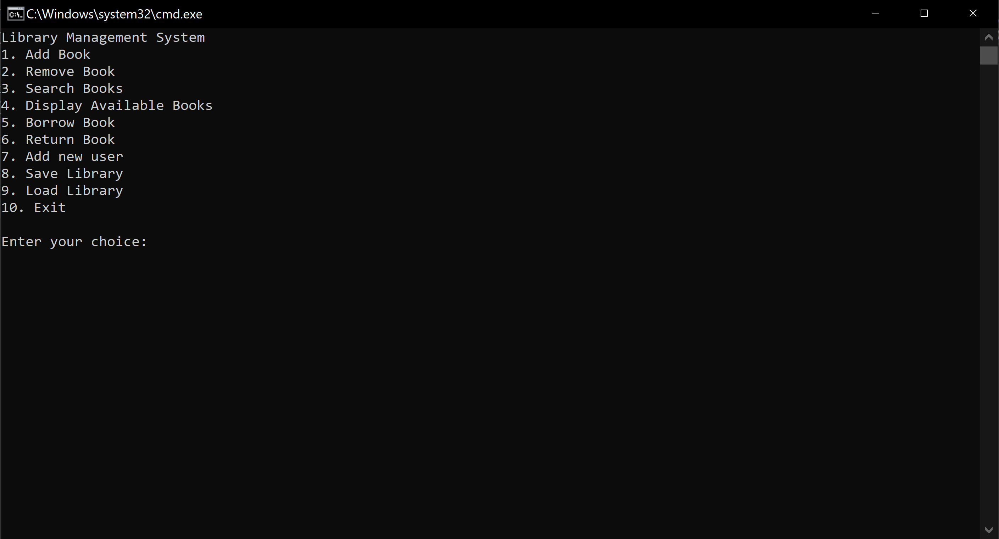 C:\Windows\system32\cmd.exe
Library Management System
1. Add Book
2. Remove Book
3. Search Books
4. Display Available Books
5. Borrow Book
6. Return Book
7. Add new user
8. Save Library
9. Load Library
10. Exit
Enter your choice: